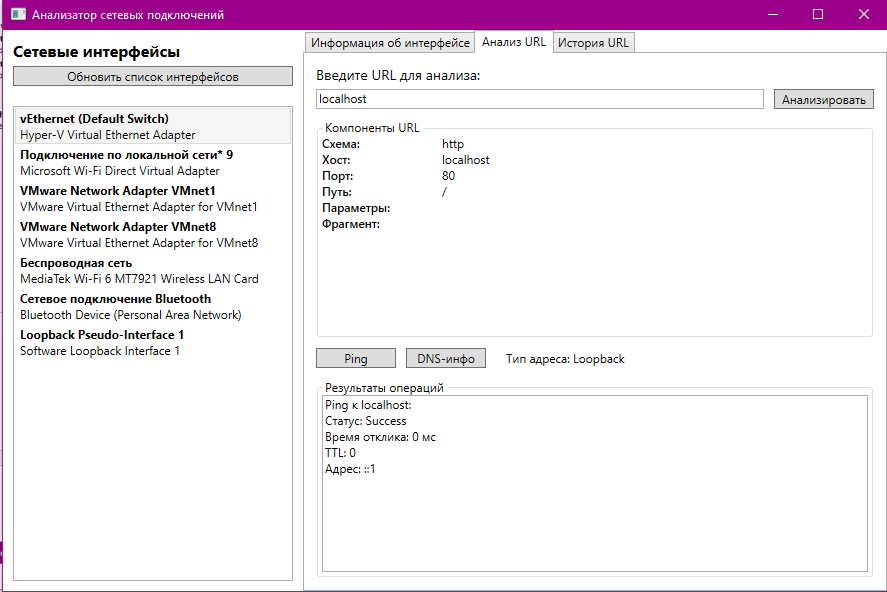 Анализатор сетевых подключений
Сетевые интерфейсы
Обновить список интерфейсов
vEthernet (Default Switch)
Hyper-V Virtual Ethernet Adapter
Подключение по локальной сети* 9
Microsoft Wi-Fi Direct Virtual Adapter
VMware Network Adapter VMnet1
VMware Virtual Ethernet Adapter for VMnet1
VMware Network Adapter VMnet8
VMware Virtual Ethernet Adapter for VMnet8
Беспроводная сеть
MediaTek Wi-Fi 6 MT7921 Wireless LAN Card
Сетевое подключение Bluetooth
Bluetooth Device (Personal Area Network)
Loopback Pseudo-Interface 1
Software Loopback Interface 1
Информация об интерфейсе Анализ URL История URL
Введите URL для анализа:
localhost Анализировать
Компоненты URL
Схема: http
Хост: localhost
Порт: 80
Путь: /
Параметры:
Фрагмент:
Ping DNS-инфо Тип адреса: Loopback
Результаты операций
Ping к localhost:
Статус: Success
Время отклика: 0 мс
TTL: 0
Адрес: ::1